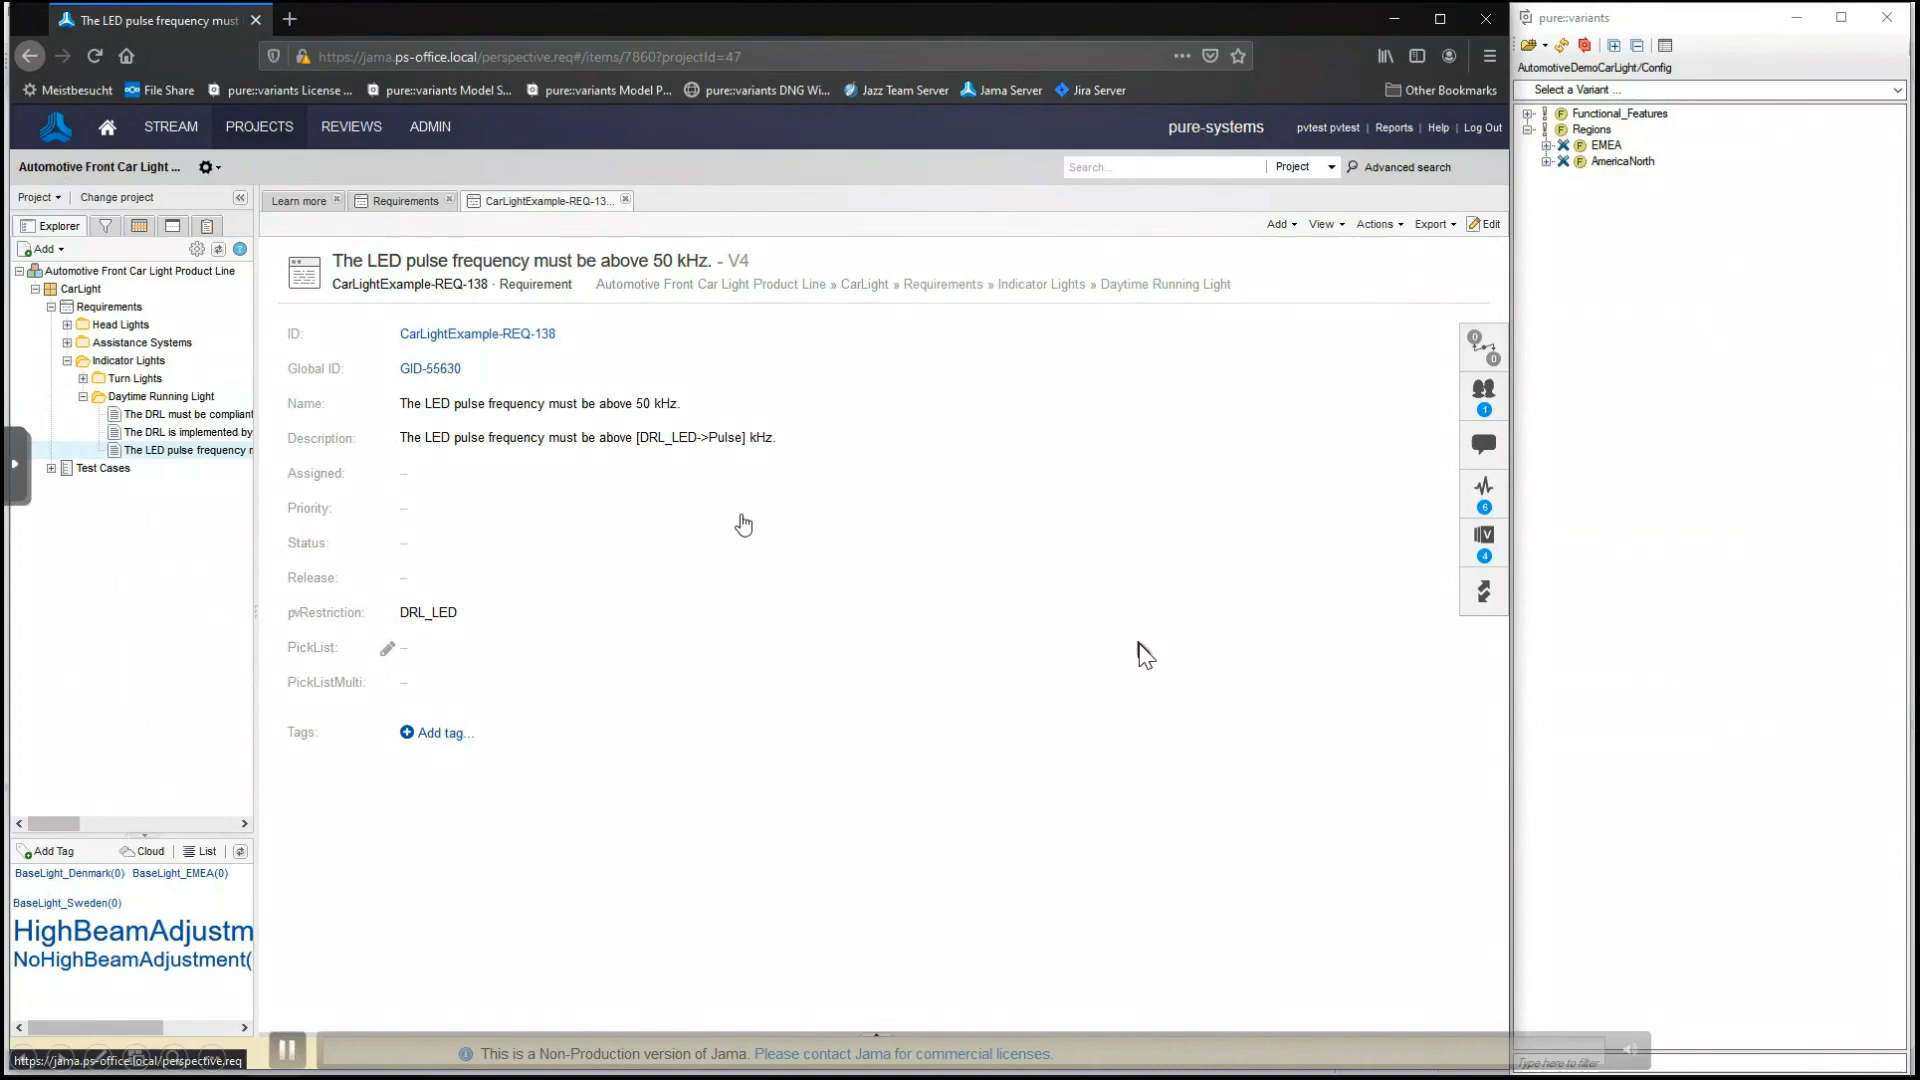 The LED pulse frequency must
pure::variants
https://jama.ps-office.local/perspective.req#/items/7860?projectId=47
AutomotiveDemoCarLight/Config
Meistbesucht File Share pure::variants License ... pure::variants Model S... pure::variants Model P... pure::variants DNG Wi... Jazz Team Server Jama Server Jira Server Other Bookmarks
Select a Variant ...
Functional_Features
Regions
EMEA
AmericaNorth
STREAM PROJECTS REVIEWS ADMIN pure-systems pvtest pvtest | Reports | Help | Log Out
Automotive Front Car Light ... Search... Project Advanced search
Project Change project
Learn more Requirements CarLightExample-REQ-13...
Explorer
Add View Actions Export Edit
Add
Automotive Front Car Light Product Line
CarLight
Requirements
Head Lights
Assistance Systems
Indicator Lights
Turn Lights
Daytime Running Light
The DRL must be compliant
The DRL is implemented by
The LED pulse frequency m
Test Cases
The LED pulse frequency must be above 50 kHz. - V4
CarLightExample-REQ-138 · Requirement Automotive Front Car Light Product Line » CarLight » Requirements » Indicator Lights » Daytime Running Light
ID: CarLightExample-REQ-138
Global ID: GID-55630
Name: The LED pulse frequency must be above 50 kHz.
Description: The LED pulse frequency must be above [DRL_LED->Pulse] kHz.
Assigned: –
Priority: –
Status: –
Release: –
pvRestriction: DRL_LED
PickList: –
PickListMulti: –
Tags: Add tag...
0
0
1
6
V
4
Add Tag Cloud List
BaseLight_Denmark(0) BaseLight_EMEA(0)
BaseLight_Sweden(0)
HighBeamAdjustm
NoHighBeamAdjustment(
This is a Non-Production version of Jama. Please contact Jama for commercial licenses.
https://jama.ps-office.local/perspective.req
Type here to filter